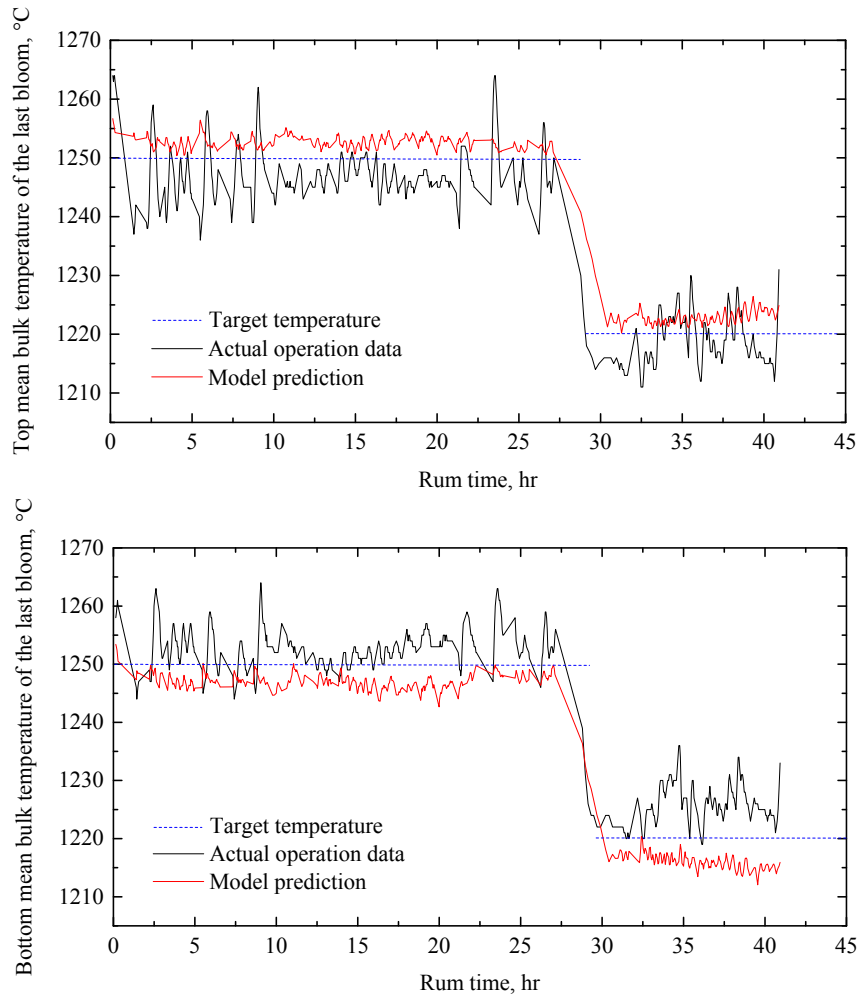 Top mean bulk temperature of the last bloom, °C
1270
1260
1250
1240
1230
1220
1210
Target temperature
Actual operation data
Model prediction
0 5 10 15 20 25 30 35 40 45
Rum time, hr
Bottom mean bulk temperature of the last bloom, °C
1270
1260
1250
1240
1230
1220
1210
Target temperature
Actual operation data
Model prediction
0 5 10 15 20 25 30 35 40 45
Rum time, hr